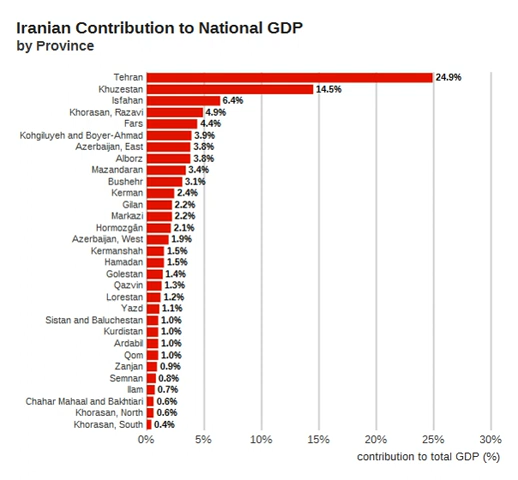 Iranian Contribution to National GDP
by Province
Tehran 24.9%
Khuzestan 14.5%
Isfahan 6.4%
Khorasan, Razavi 4.9%
Fars 4.4%
Kohgiluyeh and Boyer-Ahmad 3.9%
Azerbaijan, East 3.8%
Alborz 3.8%
Mazandaran 3.4%
Bushehr 3.1%
Kerman 2.4%
Gilan 2.2%
Markazi 2.2%
Hormozgān 2.1%
Azerbaijan, West 1.9%
Kermanshah 1.5%
Hamadan 1.5%
Golestan 1.4%
Qazvin 1.3%
Lorestan 1.2%
Yazd 1.1%
Sistan and Baluchestan 1.0%
Kurdistan 1.0%
Ardabil 1.0%
Qom 1.0%
Zanjan 0.9%
Semnan 0.8%
Ilam 0.7%
Chahar Mahaal and Bakhtiari 0.6%
Khorasan, North 0.6%
Khorasan, South 0.4%
0% 5% 10% 15% 20% 25% 30%
contribution to total GDP (%)